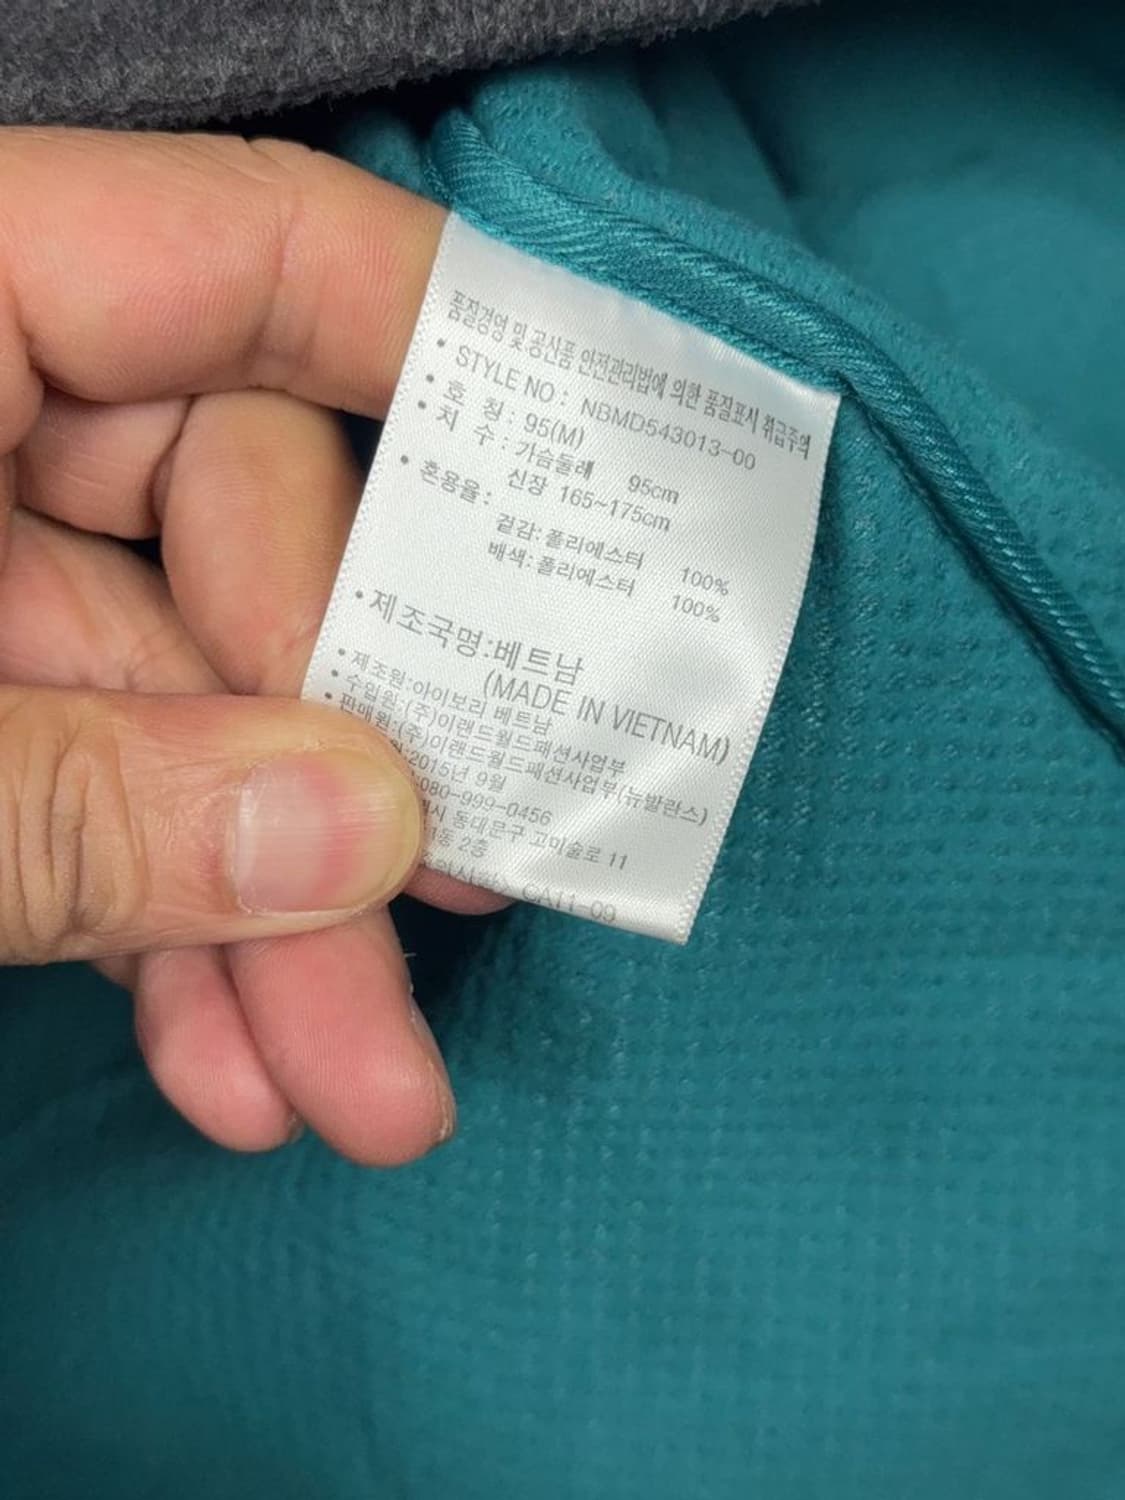 품질경영 및 공산품 안전관리법에 의한 품질표시 취급주의
• STYLE NO : NBMD543013-00
• 호 칭 : 95(M)
• 치 수 : 가슴둘레 95cm
신장 165~175cm
• 혼용율 :
겉감:폴리에스터 100%
배색:폴리에스터 100%
• 제조국명:베트남
(MADE IN VIETNAM)
• 제조원:아이보리 베트남
• 수입원:(주)이랜드월드패션사업부
• 판매원:(주)이랜드월드패션사업부(뉴발란스)
:2015년 9월
:080-999-0456
시 동대문구 고미술로 11
1동 2층
CA11-09